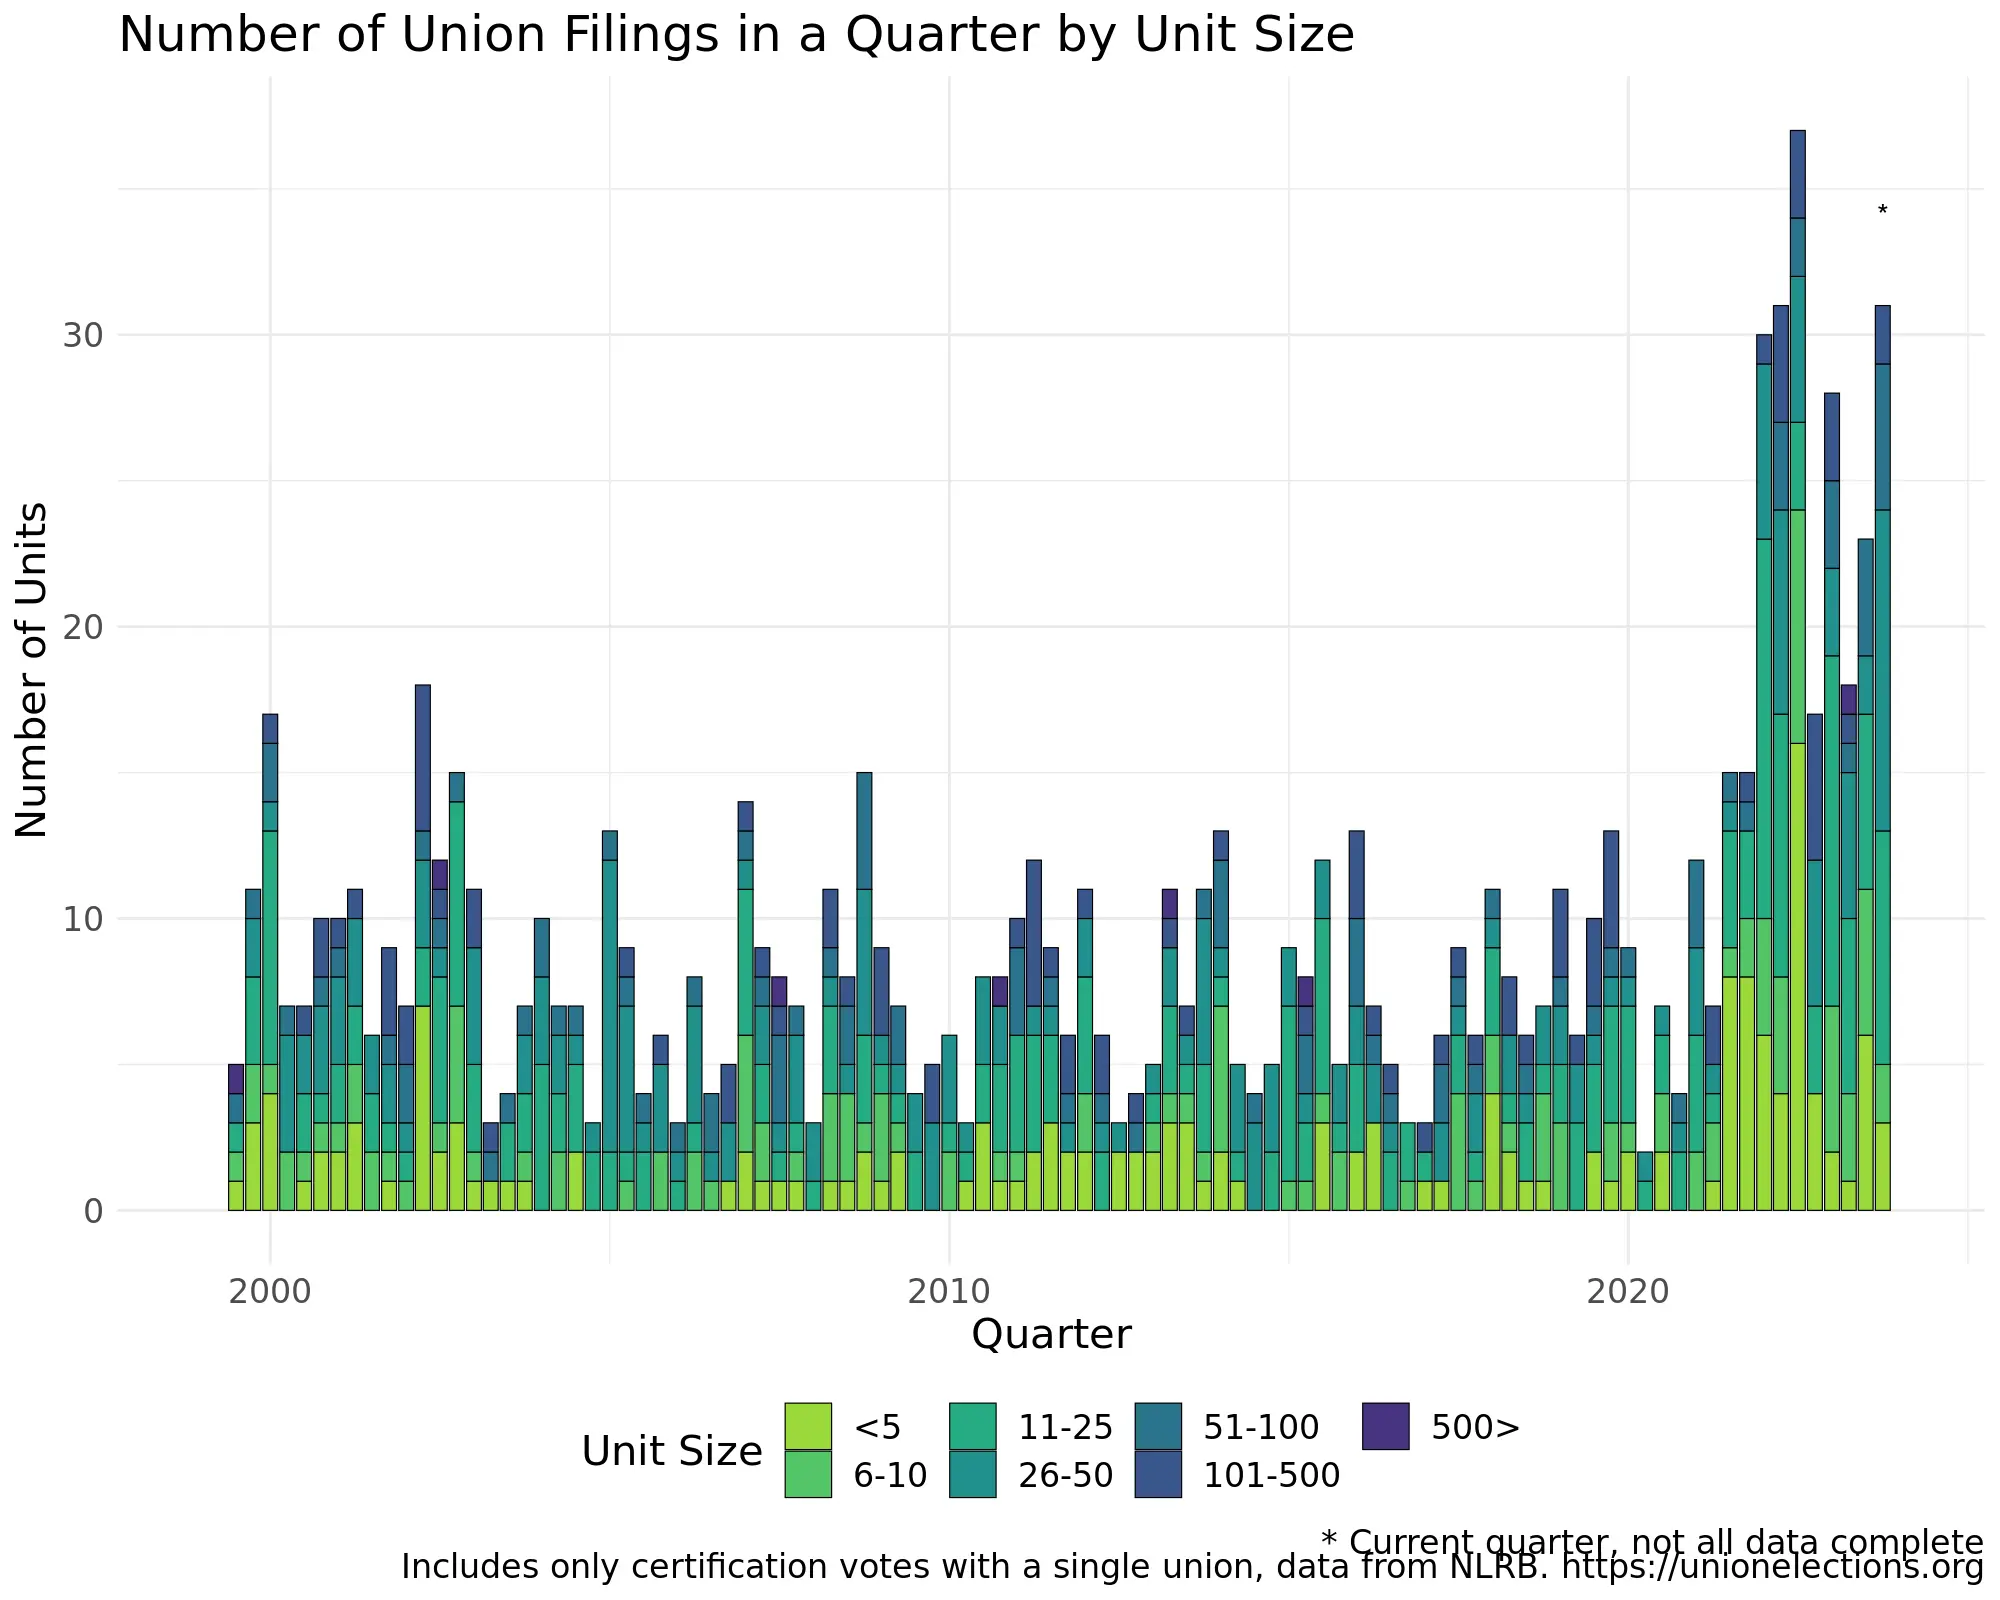 Number of Union Filings in a Quarter by Unit Size
Number of Units
30
20
10
0
*
2000 2010 2020
Quarter
Unit Size
<5 11-25 51-100 500>
6-10 26-50 101-500
* Current quarter, not all data complete
Includes only certification votes with a single union, data from NLRB. https://unionelections.org